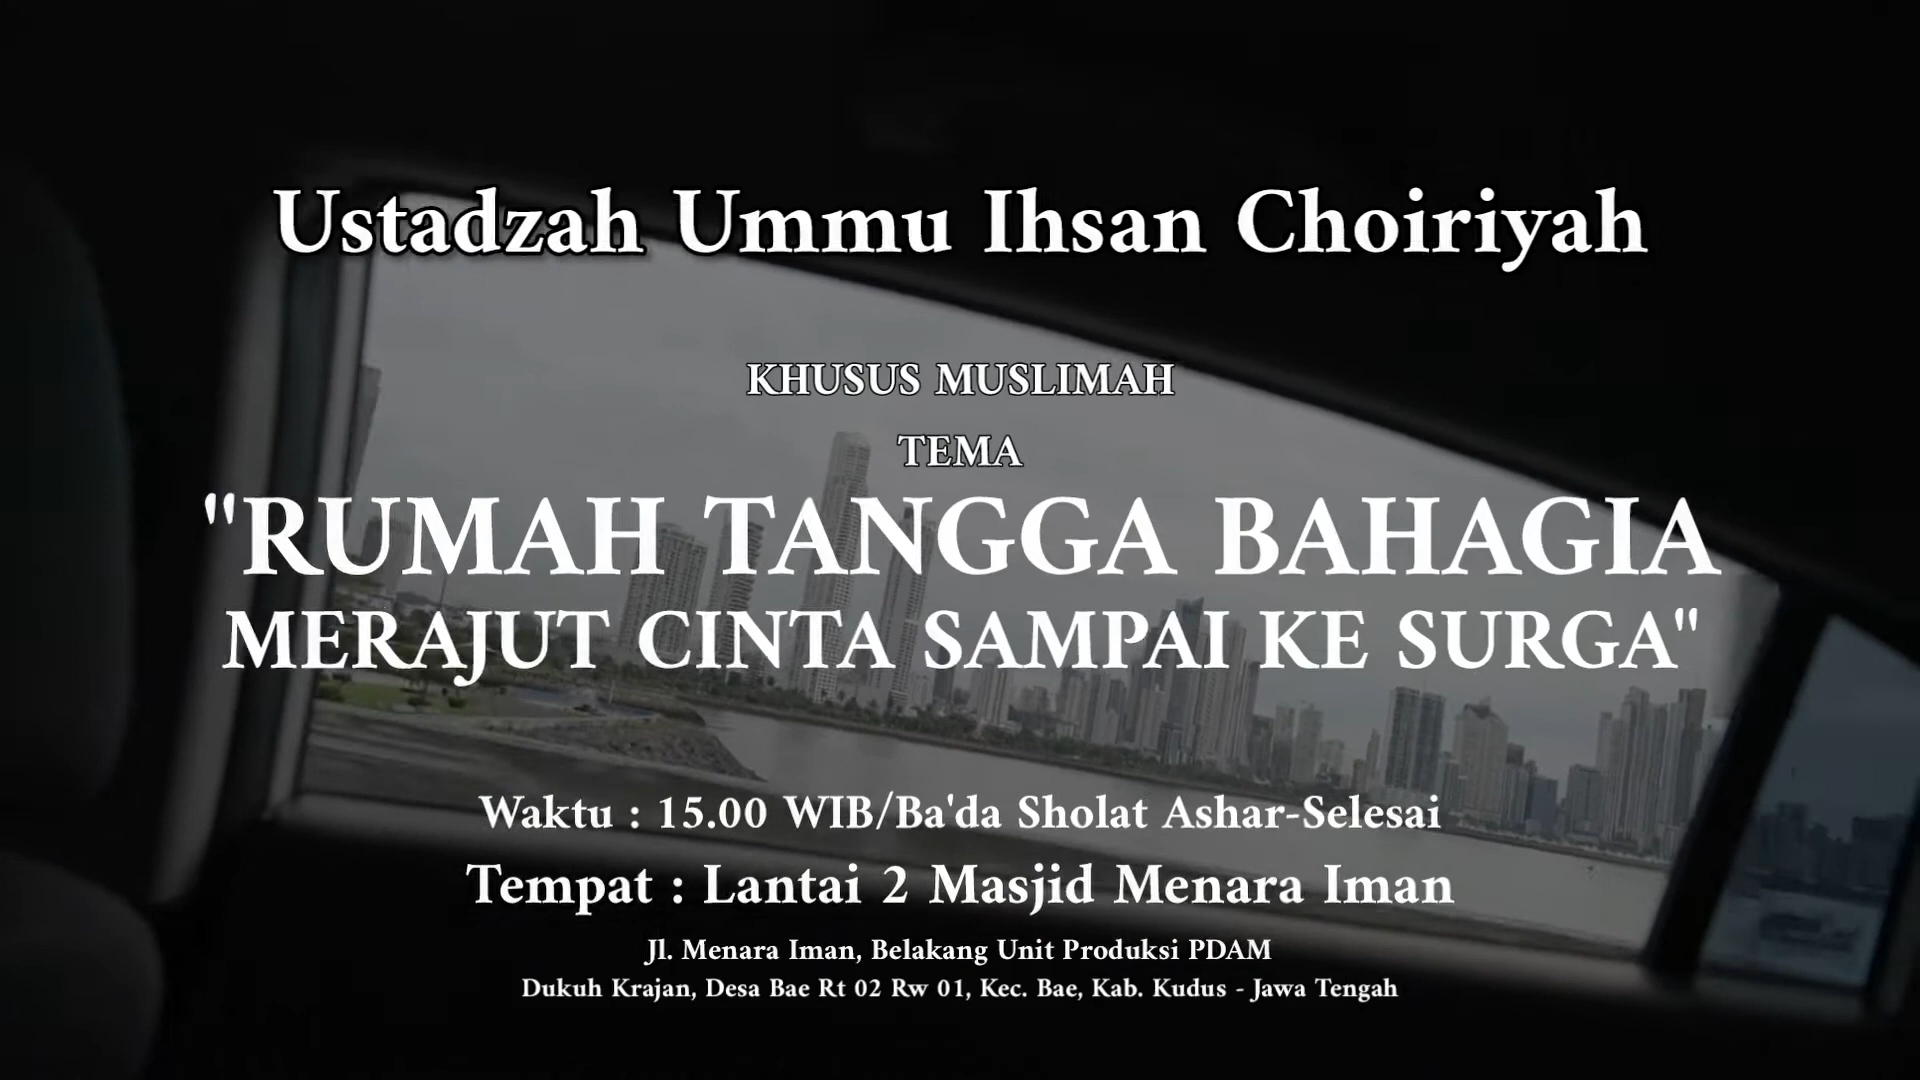 Ustadzah Ummu Ihsan Choiriyah
KHUSUS MUSLIMAH
TEMA
"RUMAH TANGGA BAHAGIA
MERAJUT CINTA SAMPAI KE SURGA"
Waktu : 15.00 WIB/Ba'da Sholat Ashar-Selesai
Tempat : Lantai 2 Masjid Menara Iman
Jl. Menara Iman, Belakang Unit Produksi PDAM
Dukuh Krajan, Desa Bae Rt 02 Rw 01, Kec. Bae, Kab. Kudus - Jawa Tengah